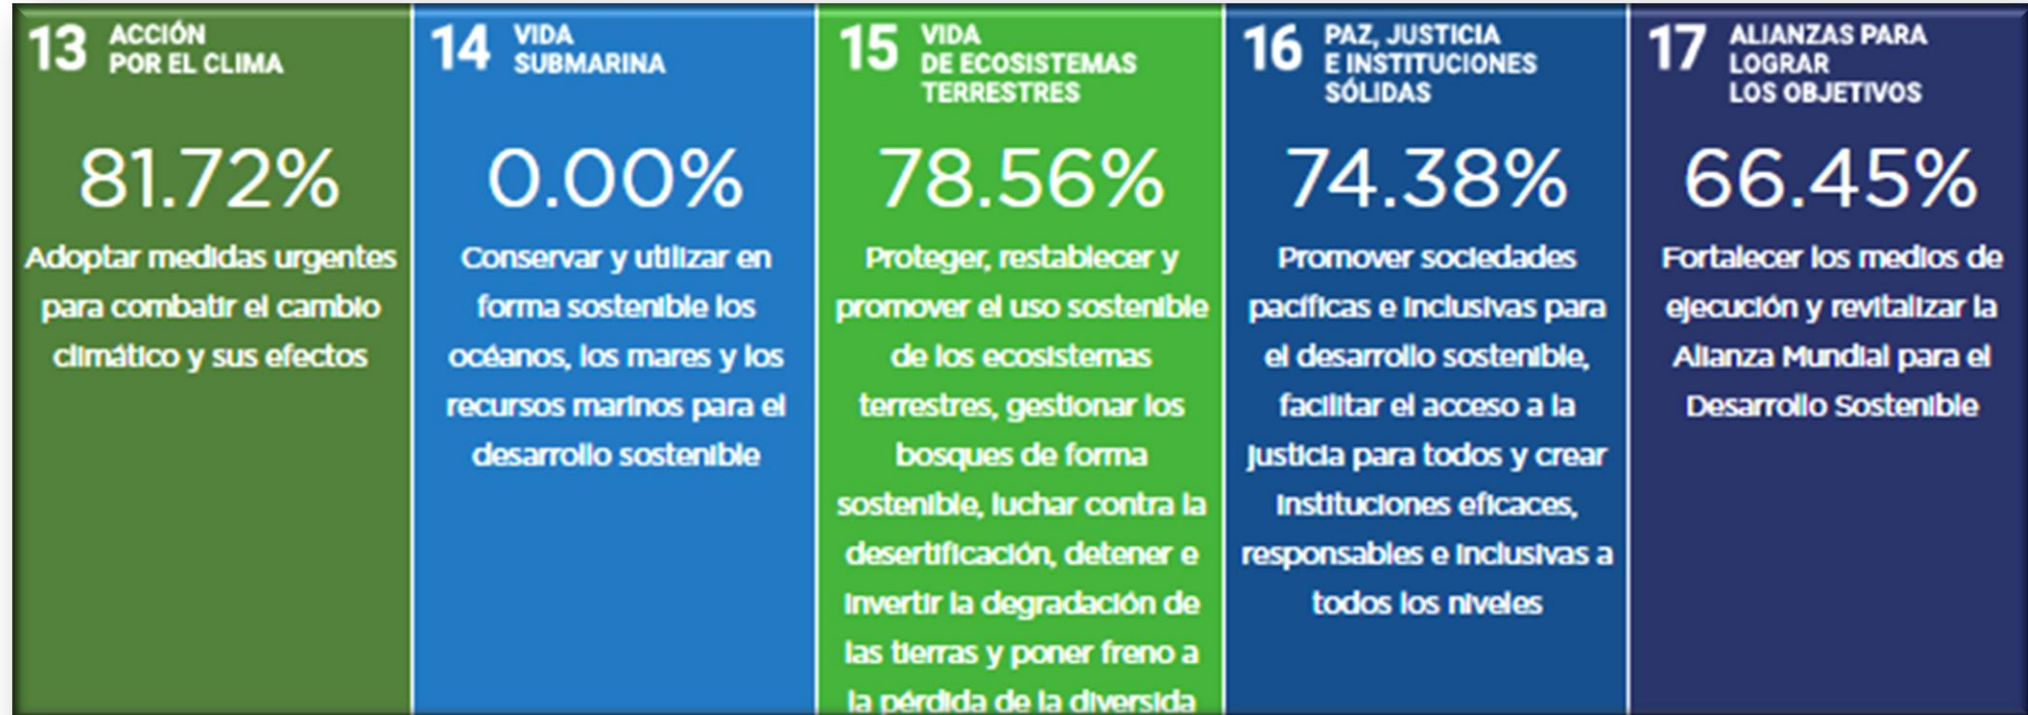 13 ACCIÓN
POR EL CLIMA
81.72%
Adoptar medidas urgentes
para combatir el cambio
climático y sus efectos
14 VIDA
SUBMARINA
0.00%
Conservar y utilizar en
forma sostenible los
océanos, los mares y los
recursos marinos para el
desarrollo sostenible
15 VIDA
DE ECOSISTEMAS
TERRESTRES
78.56%
Proteger, restablecer y
promover el uso sostenible
de los ecosistemas
terrestres, gestionar los
bosques de forma
sostenible, luchar contra la
desertificación, detener e
invertir la degradación de
las tierras y poner freno a
la pérdida de la diversida
16 PAZ, JUSTICIA
E INSTITUCIONES
SÓLIDAS
74.38%
Promover sociedades
pacíficas e inclusivas para
el desarrollo sostenible,
facilitar el acceso a la
justicia para todos y crear
instituciones eficaces,
responsables e inclusivas a
todos los niveles
17 ALIANZAS PARA
LOGRAR
LOS OBJETIVOS
66.45%
Fortalecer los medios de
ejecución y revitalizar la
Alianza Mundial para el
Desarrollo Sostenible